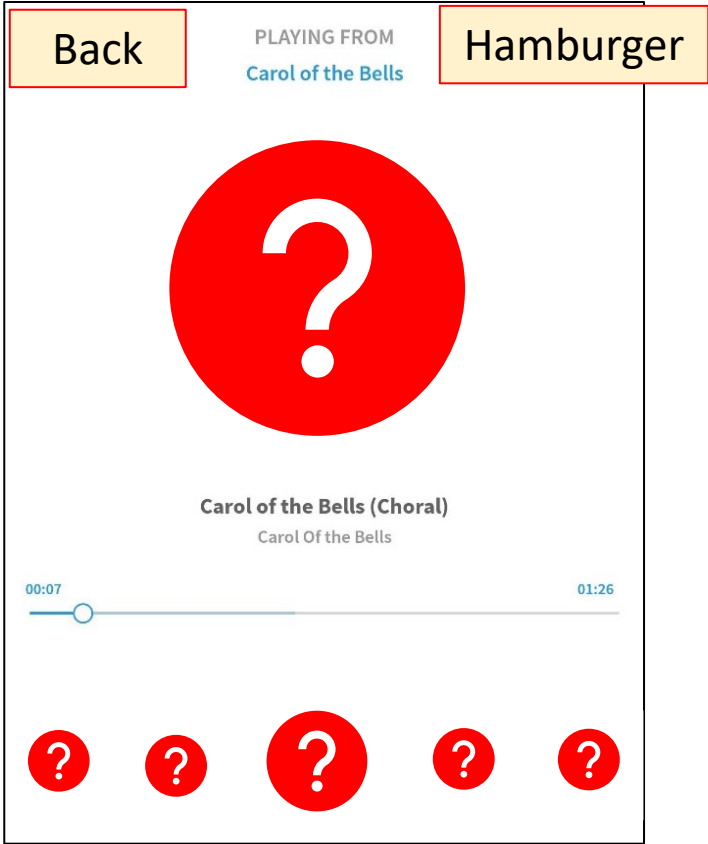 Back
PLAYING FROM
Hamburger
Carol of the Bells
?
Carol of the Bells (Choral)
Carol Of the Bells
00:07
01:26
? ? ? ? ?